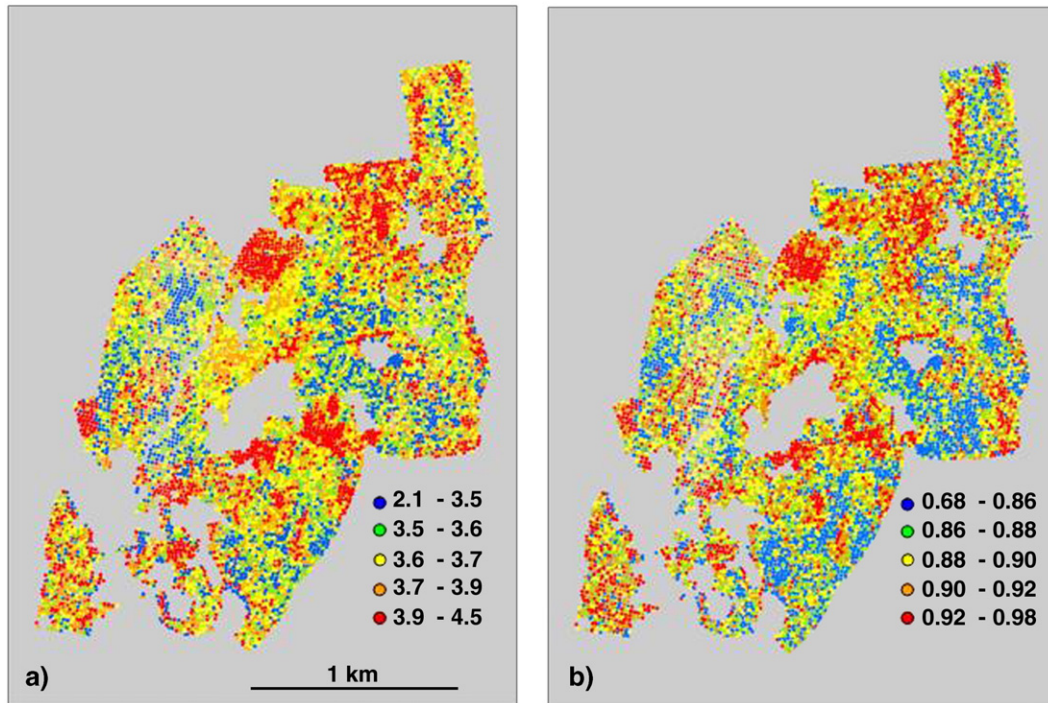 2.1 - 3.5
3.5 - 3.6
3.6 - 3.7
3.7 - 3.9
3.9 - 4.5
a)
1 km
0.68 - 0.86
0.86 - 0.88
0.88 - 0.90
0.90 - 0.92
0.92 - 0.98
b)